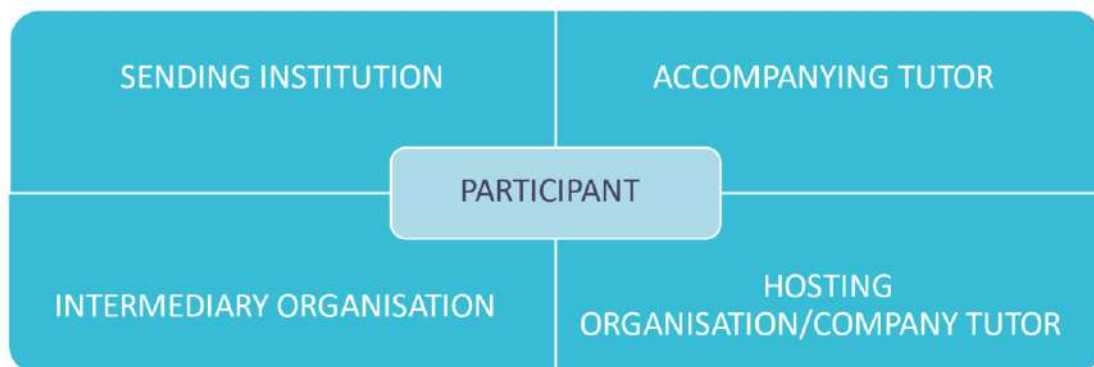 SENDING INSTITUTION
ACCOMPANYING TUTOR
PARTICIPANT
INTERMEDIARY ORGANISATION
HOSTING
ORGANISATION/COMPANY TUTOR